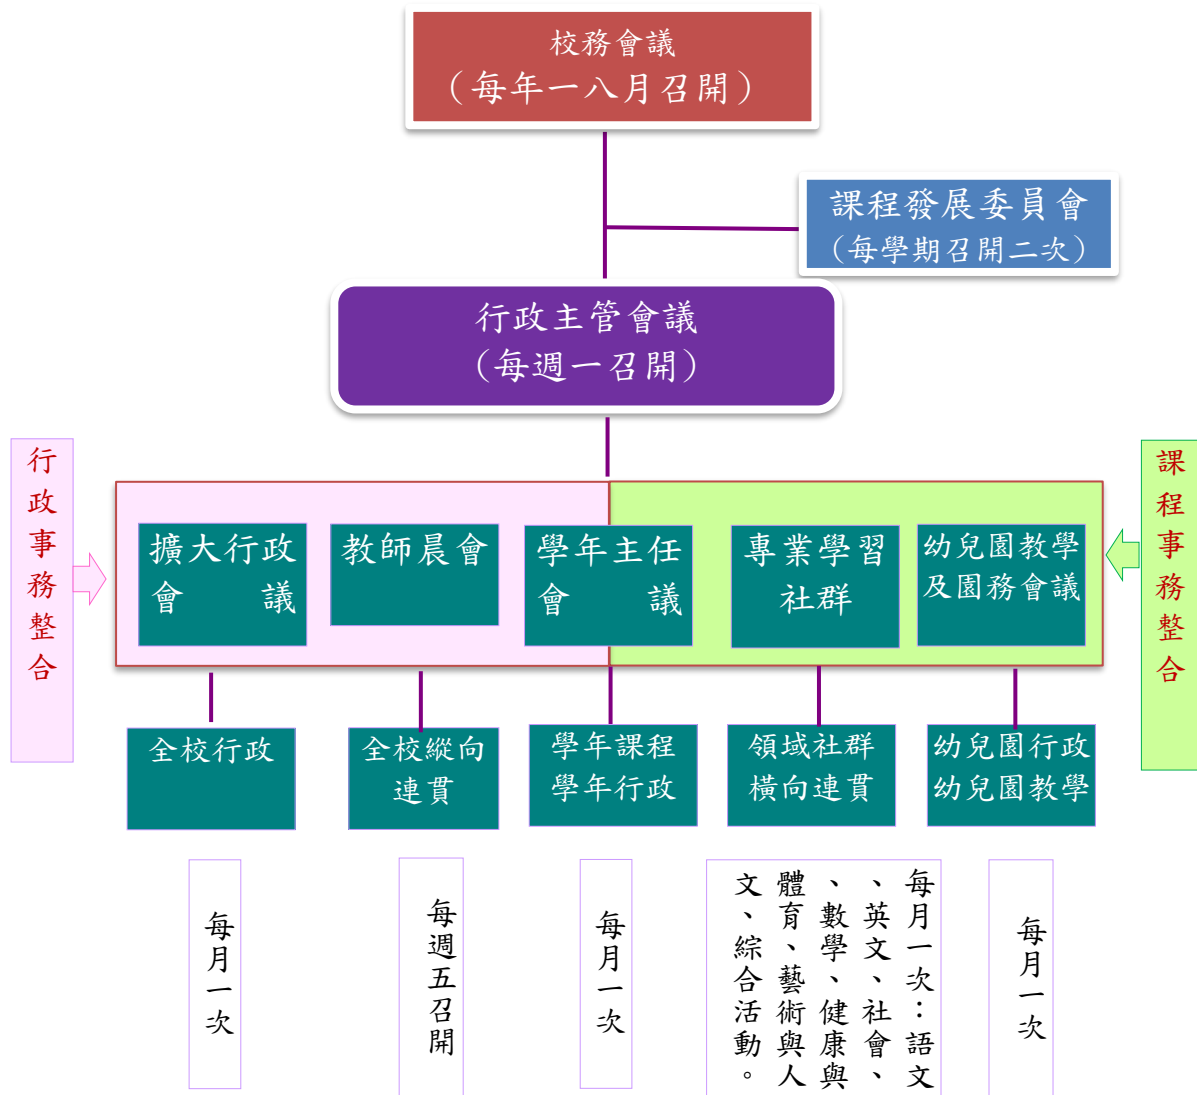 校務會議
（每年一八月召開）
課程發展委員會
（每學期召開二次）
行政主管會議
（每週一召開）
行政事務整合
課程事務整合
擴大行政
會議
教師晨會
學年主任
會議
專業學習
社群
幼兒園教學
及園務會議
全校行政
全校縱向
連貫
學年課程
學年行政
領域社群
橫向連貫
幼兒園行政
幼兒園教學
每月一次
每週五召開
每月一次
每月一次：語文
、英文、社會、
、數學、健康與
體育、藝術與人
文、綜合活動。
每月一次